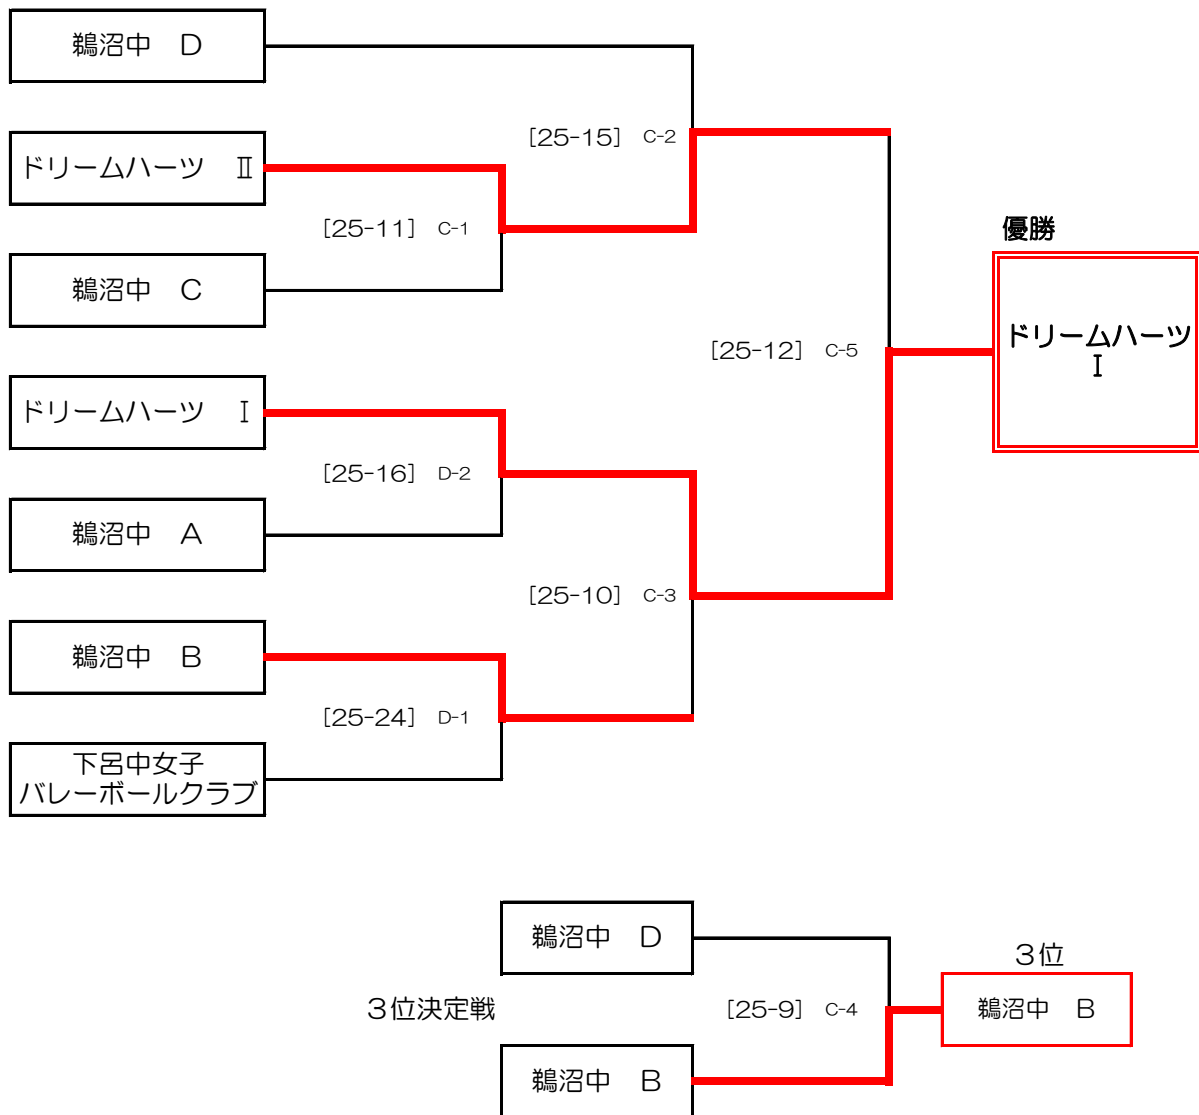 鵜沼中　D
[25-15]　C-2
ドリームハーツ　Ⅱ
[25-11]　C-1
優勝
鵜沼中　C
ドリームハーツ
Ⅰ
[25-12]　C-5
ドリームハーツ　Ⅰ
[25-16]　D-2
鵜沼中　A
[25-10]　C-3
鵜沼中　B
[25-24]　D-1
下呂中女子
バレーボールクラブ
鵜沼中　D
３位
３位決定戦
[25-9]　C-4
鵜沼中　B
鵜沼中　B